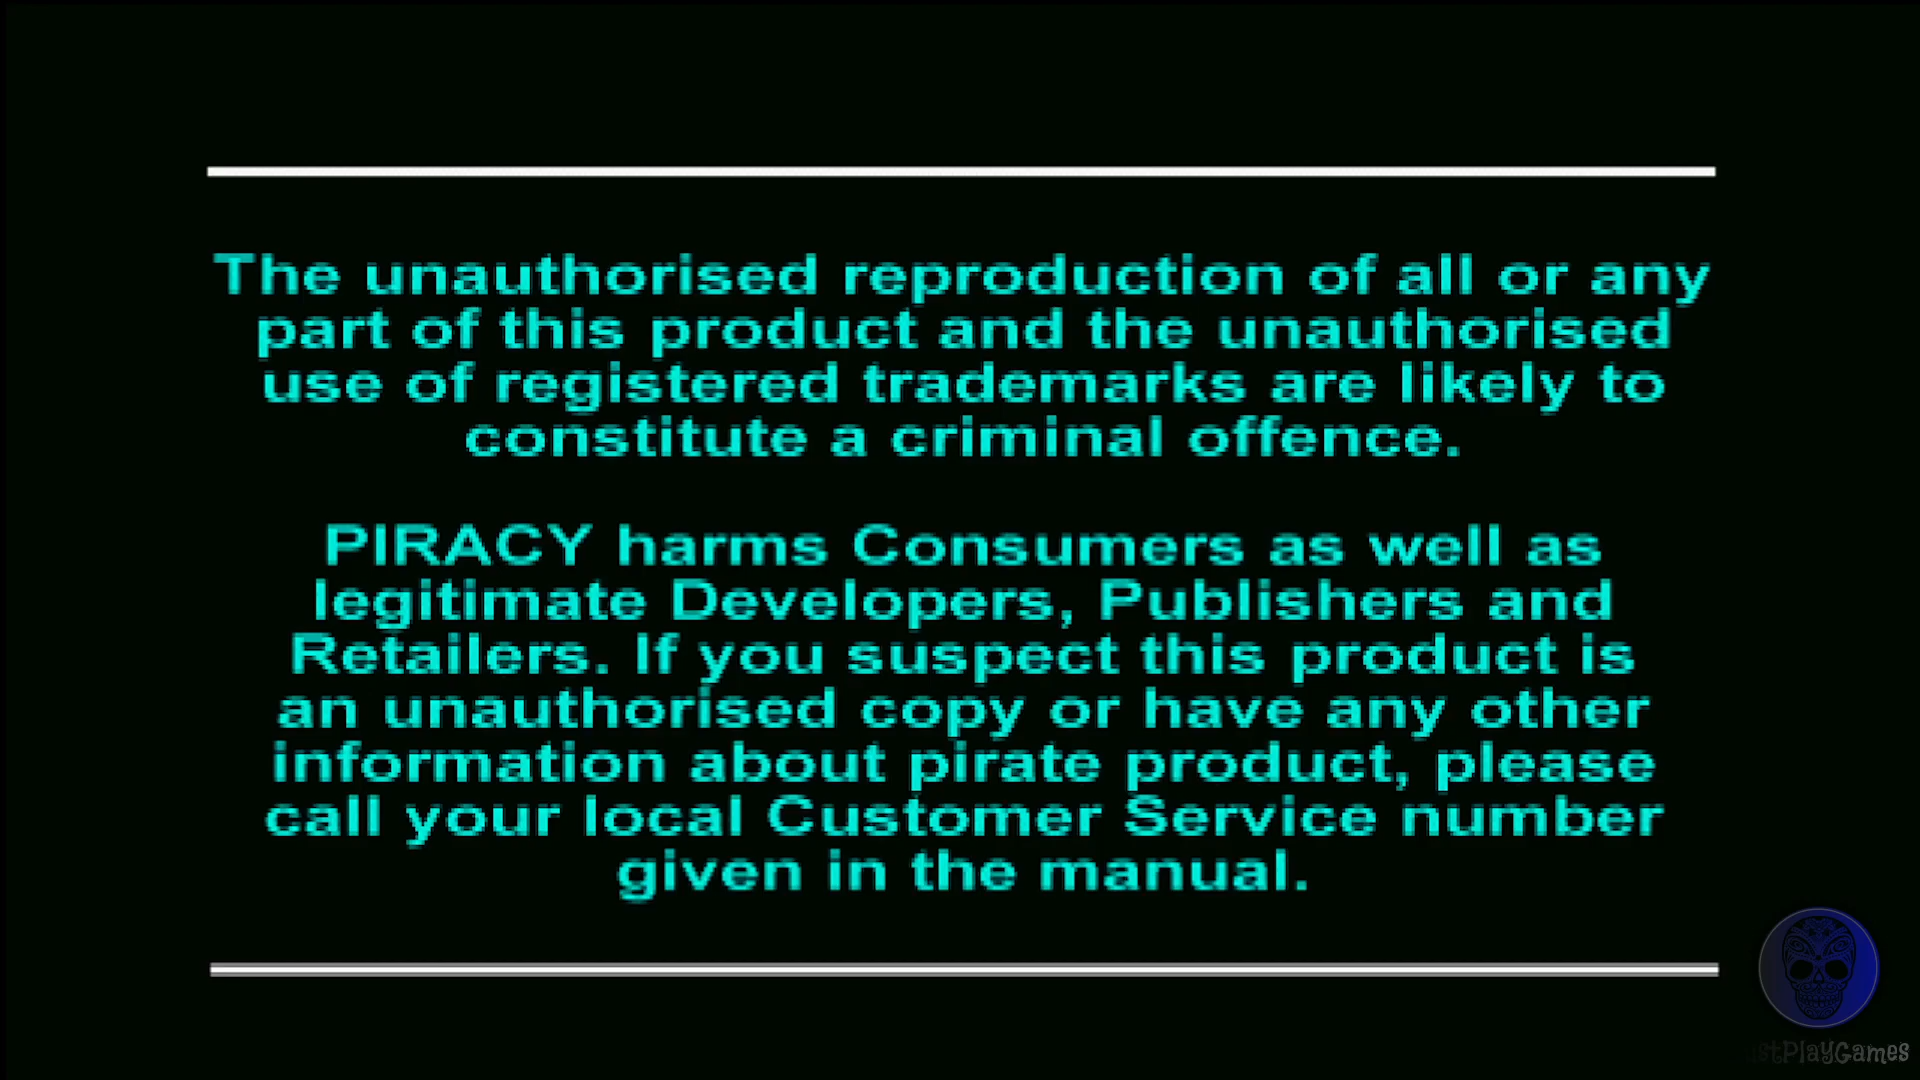 The unauthorised reproduction of all or any
part of this product and the unauthorised
use of registered trademarks are likely to
constitute a criminal offence.
PIRACY harms Consumers as well as
legitimate Developers, Publishers and
Retailers. If you suspect this product is
an unauthorised copy or have any other
information about pirate product, please
call your local Customer Service number
given in the manual.